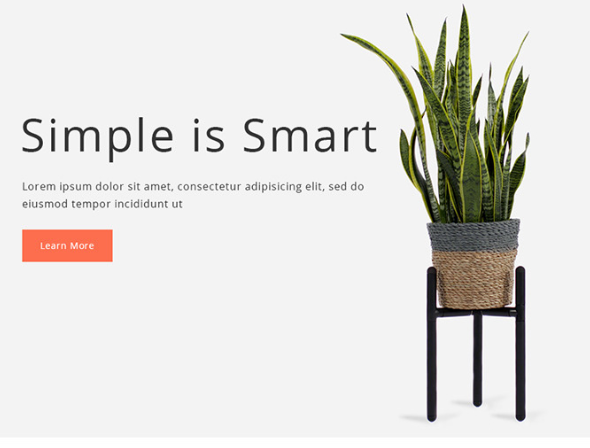 Simple is Smart
Lorem ipsum dolor sit amet, consectetur adipisicing elit, sed do
eiusmod tempor incididunt ut
Learn More